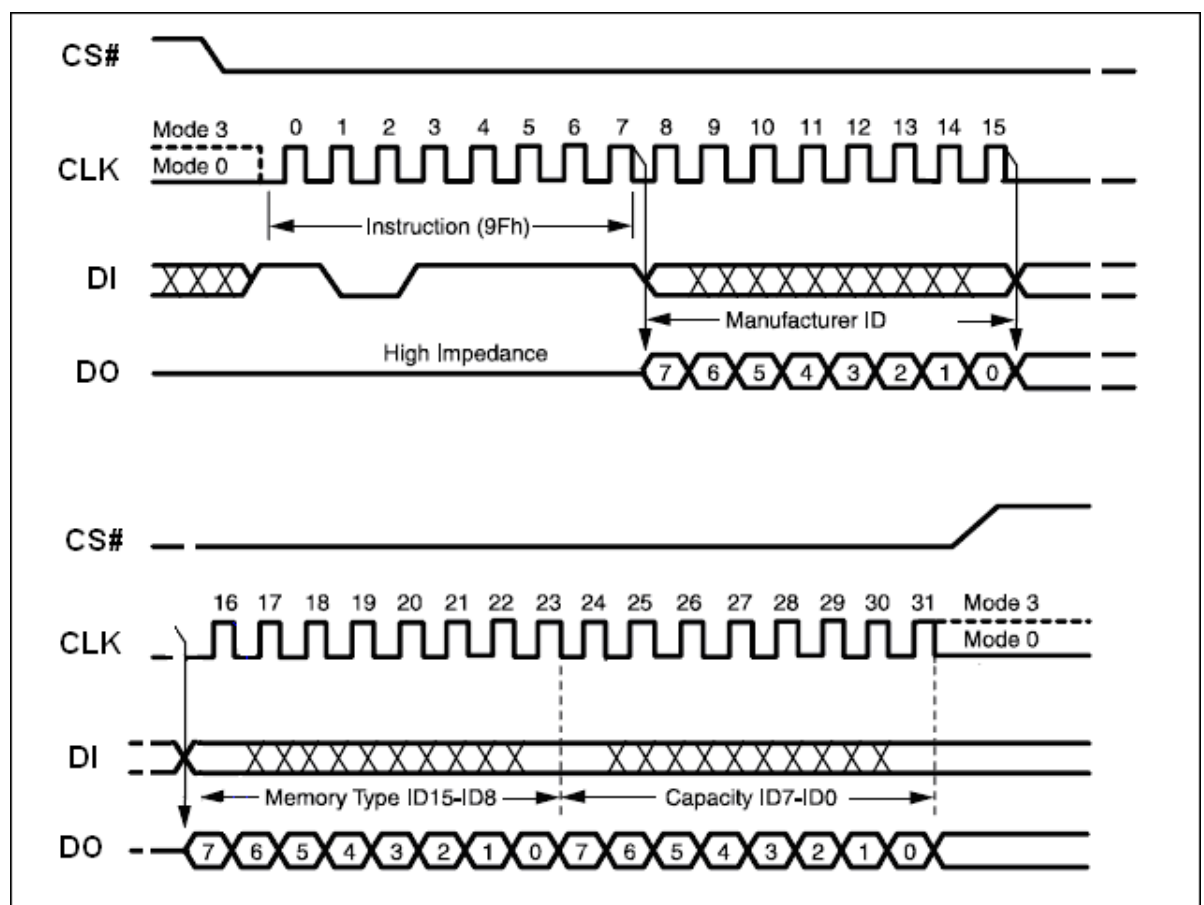 CS#
Mode 3
0 1 2 3 4 5 6 7 8 9 10 11 12 13 14 15
CLK
Mode 0
Instruction (9Fh)
DI
Manufacturer ID
High Impedance
DO
7 6 5 4 3 2 1 0
CS#
16 17 18 19 20 21 22 23 24 25 26 27 28 29 30 31
Mode 3
CLK
Mode 0
DI
Memory Type ID15-ID8
Capacity ID7-ID0
DO
7 6 5 4 3 2 1 0 7 6 5 4 3 2 1 0